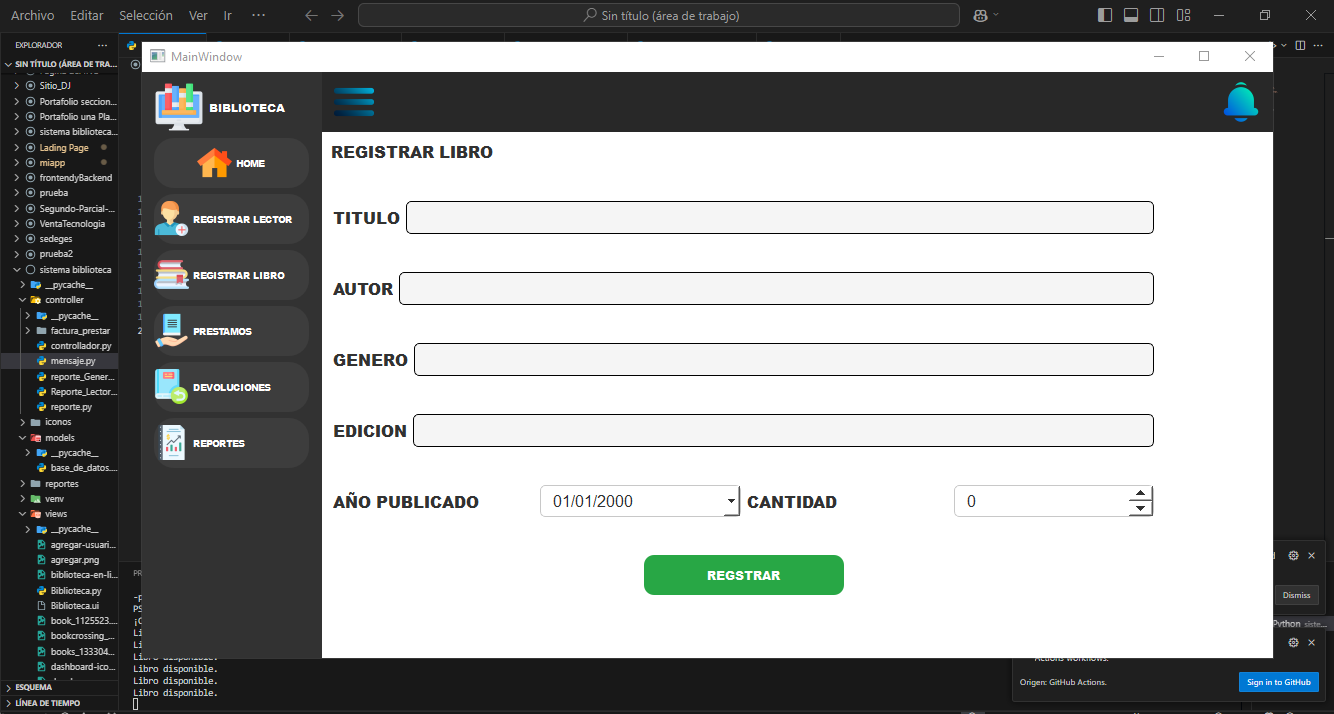 Archivo Editar Selección Ver Ir ··· Sin título (área de trabajo)
EXPLORADOR ···
SIN TÍTULO (ÁREA DE TRA...
Sitio_DJ
Portafolio seccion...
Portafolio una Pla...
sistema biblioteca...
Lading Page
miapp
frontendyBackend
prueba
Segundo-Parcial-...
VentaTecnologia
sedeges
prueba2
sistema biblioteca
__pycache__
controller
__pycache__
factura_prestar
controllador.py
mensaje.py
reporte_Gener...
Reporte_Lector...
reporte.py
iconos
models
__pycache__
base_de_datos....
reportes
venv
views
__pycache__
agregar-usuari...
agregar.png
biblioteca-en-li...
Biblioteca.py
Biblioteca.ui
book_1125523....
bookcrossing_...
books_133304...
dashboard-ico...
ESQUEMA
LÍNEA DE TIEMPO
MainWindow
BIBLIOTECA
HOME
REGISTRAR LECTOR
REGISTRAR LIBRO
PRESTAMOS
DEVOLUCIONES
REPORTES
REGISTRAR LIBRO
TITULO
AUTOR
GENERO
EDICION
AÑO PUBLICADO 01/01/2000 CANTIDAD 0
REGSTRAR
Libro disponible.
Libro disponible.
Libro disponible.
Libro disponible.
Dismiss
Python siste...
Actions workflows.
Origen: GitHub Actions.
Sign in to GitHub